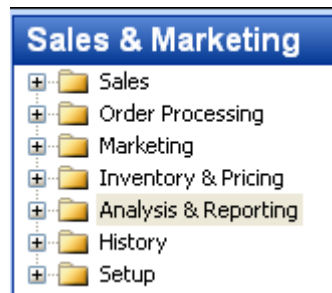 Sales & Marketing
Sales
Order Processing
Marketing
Inventory & Pricing
Analysis & Reporting
History
Setup